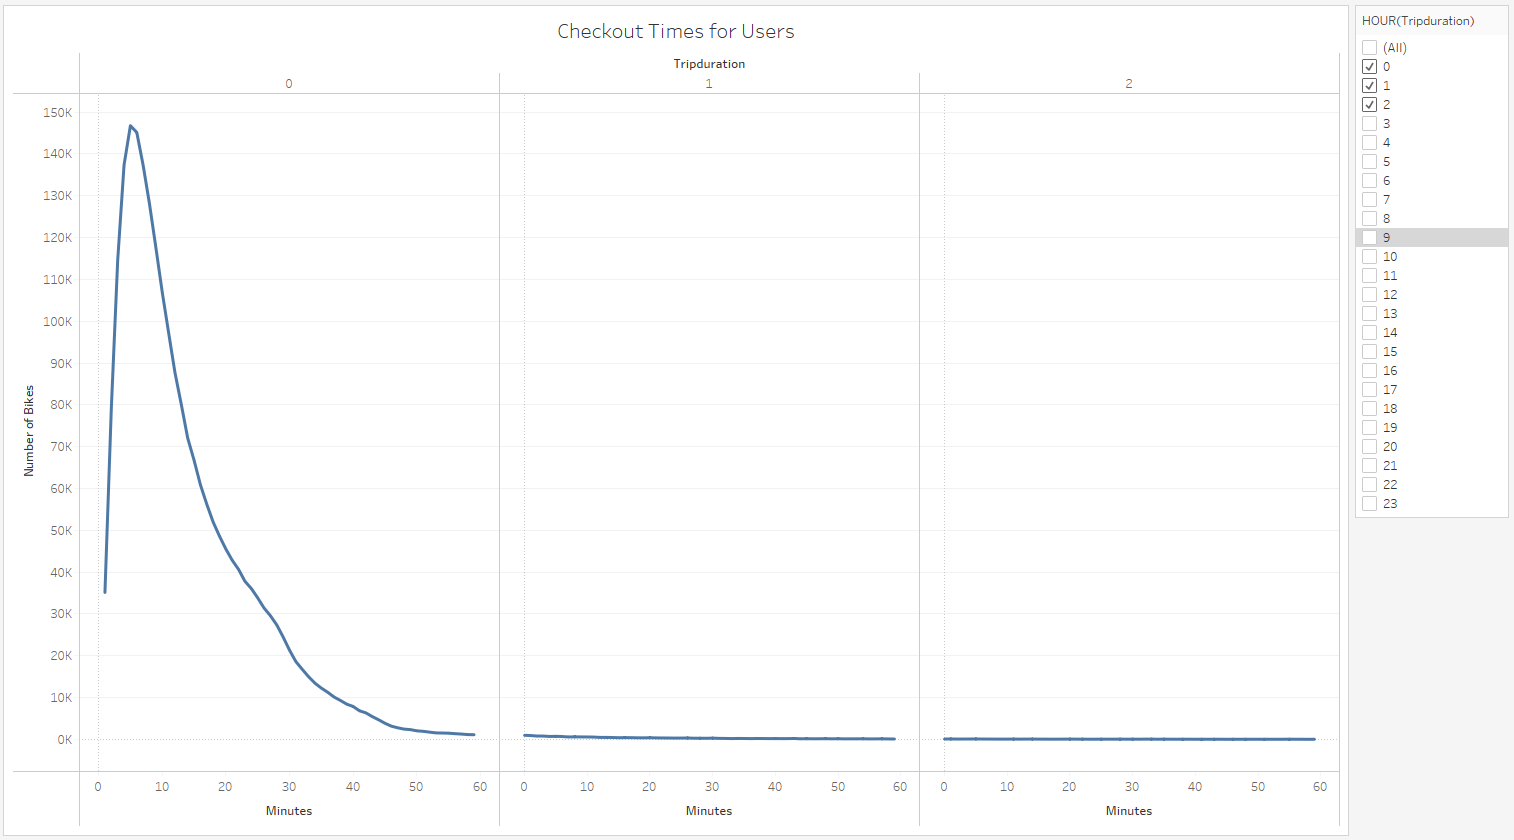 Checkout Times for Users
Tripduration
0 1 2
150K
140K
130K
120K
110K
100K
90K
80K
70K
60K
50K
40K
30K
20K
10K
0K
Number of Bikes
0 10 20 30 40 50 60 0 10 20 30 40 50 60 0 10 20 30 40 50 60
Minutes Minutes Minutes
HOUR(Tripduration)
(All)
0
1
2
3
4
5
6
7
8
9
10
11
12
13
14
15
16
17
18
19
20
21
22
23